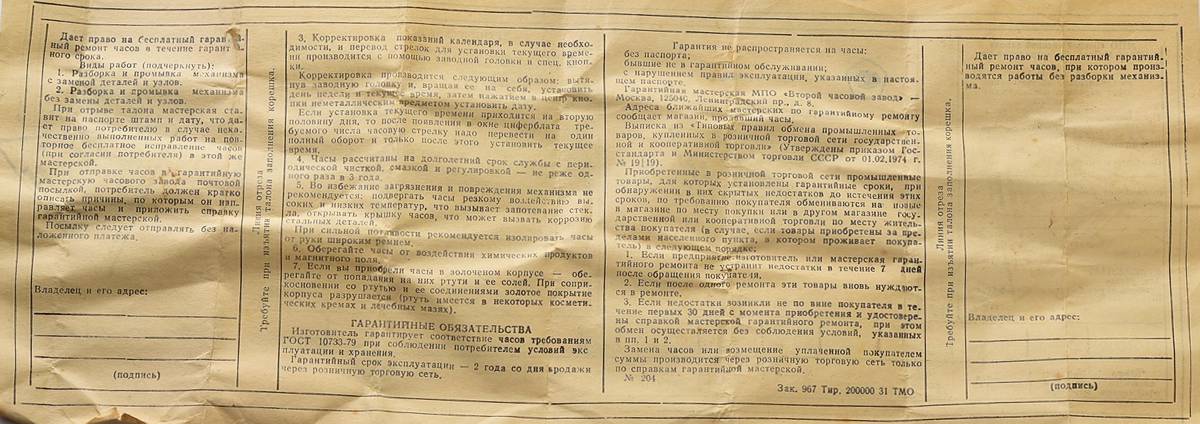 Дает право на бесплатный гарантий-
ный ремонт часов в течение гарантий-
ного срока.
Виды работ (подчеркнуть):
1. Разборка и промывка механизма
с заменой деталей и узлов.
2. Разборка и промывка механизма
без замены деталей и узлов.
При отрыве талона мастерская ста-
вит на паспорте штамп и дату, что да-
ет право потребителю в случае нека-
чественно выполненных работ на пов-
торное бесплатное исправление часов
(при согласии потребителя) в этой же
мастерской.
При отправке часов в гарантийную
мастерскую часового завода почтовой
посылкой, потребитель должен кратко
описать причины, по которым он нап-
равляет часы и приложить справку
гарантийной мастерской.
Посылку следует отправлять без на-
ложенного платежа.
Владелец и его адрес:
(подпись)
Линия отреза
Требуйте при изъятии талона заполнения корешка.
3. Корректировка показаний календаря, в случае необхо-
димости, и перевод стрелок для установки текущего време-
ни производится с помощью заводной головки и спец. кноп-
ки.
Корректировка производится следующим образом: вытя-
нув заводную головку и, вращая ее на себя, установить
день недели и текущее время, затем нажатием в центр кно-
пки неметаллическим предметом установить дату.
Если установка текущего времени приходится на вторую
половину дня, то после появления в окне циферблата тре-
буемого числа часовую стрелку надо перевести на один
полный оборот и только после этого установить текущее
время.
4. Часы рассчитаны на долголетний срок службы с пери-
одической чисткой, смазкой и регулировкой — не реже од-
ного раза в 3 года.
5. Во избежание загрязнения и повреждения механизма не
рекомендуется: подвергать часы резкому воздействию вы-
соких и низких температур, что вызывает запотевание стек-
ла, открывать крышку часов, что может вызвать коррозию
стальных деталей.
При сильной потливости рекомендуется изолировать часы
от руки широким ремнем.
6. Оберегайте часы от воздействия химических продуктов
и магнитного поля.
7. Если вы приобрели часы в золоченом корпусе — обе-
регайте от попадания на них ртути и ее солей. При сопри-
косновении со ртутью и ее соединениями золотое покрытие
корпуса разрушается (ртуть имеется в некоторых космети-
ческих кремах и лечебных мазях).
ГАРАНТИЙНЫЕ ОБЯЗАТЕЛЬСТВА
Изготовитель гарантирует соответствие часов требованиям
ГОСТ 10733-79 при соблюдении потребителем условий экс
плуатации и хранения.
Гарантийный срок эксплуатации — 2 года со дня продажи
через розничную торговую сеть.
Гарантия не распространяется на часы:
без паспорта;
бывшие не в гарантийном обслуживании;
с нарушением правил эксплуатации, указанных в настоя-
щем паспорте.
Гарантийная мастерская МПО «Второй часовой завод» —
Москва, 125040, Ленинградский пр., д. 8.
Адреса ближайших мастерских по гарантийному ремонту
сообщает магазин, продавший часы.
Выписка из «Типовых правил обмена промышленных то-
варов, купленных в розничной торговой сети государствен-
ной и кооперативной торговли» (Утверждены приказом Гос-
стандарта и Министерством торговли СССР от 01.02.1974 г.
№ 19|19).
Приобретенные в розничной торговой сети промышленные
товары, для которых установлены гарантийные сроки, при
обнаружении в них скрытых недостатков до истечения этих
сроков, по требованию покупателя обмениваются на новые
в магазине по месту покупки или в другом магазине госу-
дарственной или кооперативной торговли по месту житель-
ства покупателя (в случае, если товары приобретены за пре-
делами населенного пункта, в котором проживает покупа-
тель) в следующем порядке:
1. Если предприятие-изготовитель или мастерская гаран-
тийного ремонта не устранит недостатки в течение 7 дней
после обращения покупателя.
2. Если после одного ремонта эти товары вновь нуждают-
ся в ремонте.
3. Если недостатки возникли не по вине покупателя в те-
чение первых 30 дней с момента приобретения и удостовере-
ны справкой мастерской гарантийного ремонта, при этом
обмен осуществляется без соблюдения условий, указанных
в пп. 1 и 2.
Замена часов или возмещение уплаченной покупателем
суммы производится через розничную торговую сеть только
по справкам гарантийной мастерской.
№ 204
Зак. 967 Тир. 200000 31 ТМО
Линия отреза
Требуйте при изъятии талона заполнения корешка.
Дает право на бесплатный гарантий-
ный ремонт часов, при котором произ-
водятся работы без разборки механиз-
ма.
Владелец и его адрес:
(подпись)